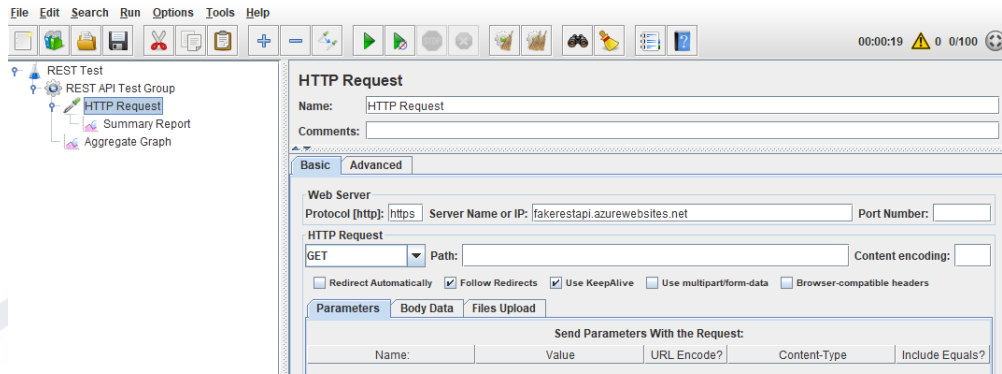 File Edit Search Run Options Tools Help
00:00:19 0 0/100
REST Test
REST API Test Group
HTTP Request
Summary Report
Aggregate Graph
HTTP Request
Name: HTTP Request
Comments:
Basic Advanced
Web Server
Protocol [http]: https Server Name or IP: fakerestapi.azurewebsites.net Port Number:
HTTP Request
GET Path: Content encoding:
Redirect Automatically Follow Redirects Use KeepAlive Use multipart/form-data Browser-compatible headers
Parameters Body Data Files Upload
Send Parameters With the Request:
Name: Value URL Encode? Content-Type Include Equals?